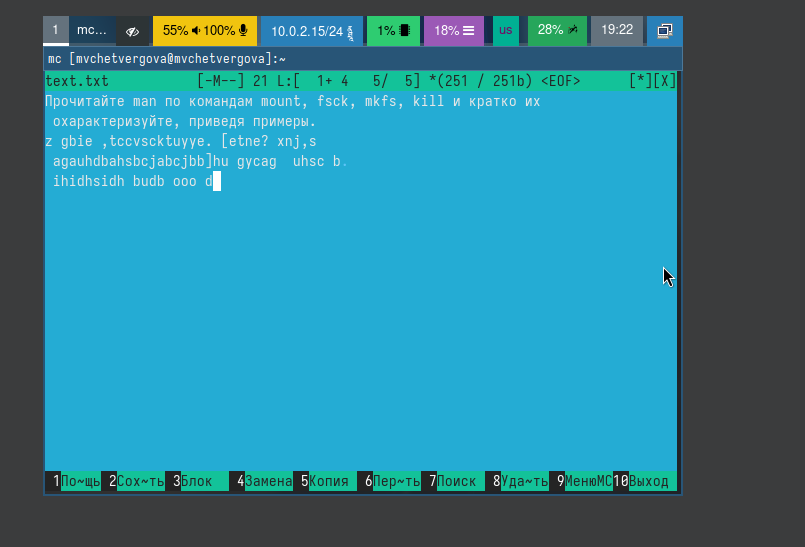 1 mc... 55% 100% 10.0.2.15/24 1% 18% us 28% 19:22
mc [mvchetvergova@mvchetvergova]:~
text.txt [-M--] 21 L:[ 1+ 4 5/ 5] *(251 / 251b) <EOF> [*][X]
Прочитайте man по командам mount, fsck, mkfs, kill и кратко их
охарактеризуйте, приведя примеры.
z gbie ,tccvscktuyye. [etne? xnj,s
agauhdbahsbcjabcjbb]hu gycag uhsc b.
ihidhsidh budb ooo d
1По~щь 2Сох~ть 3Блок 4Замена 5Копия 6Пер~ть 7Поиск 8Уда~ть 9МенюМС 10Выход